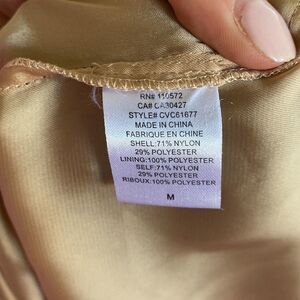 RN# 110572
CA# CA30427
STYLE# CVC61677
MADE IN CHINA
FABRIQUE EN CHINE
SHELL:71% NYLON
29% POLYESTER
LINING:100% POLYESTER
SELF:71% NYLON
29% POLYESTER
RIBOUX:100% POLYESTER
M